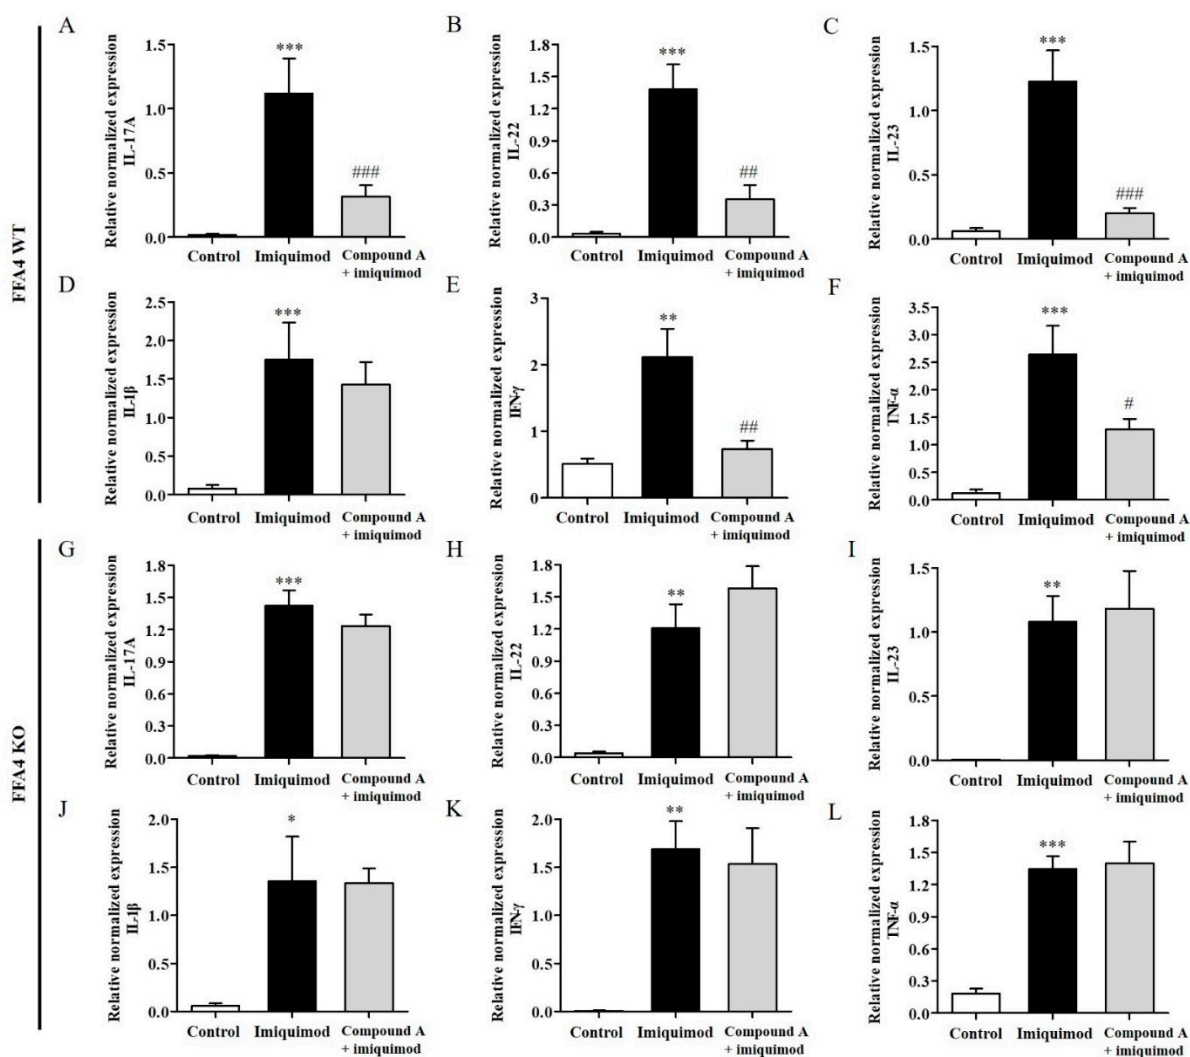 FFA4 WT
A
Relative normalized expression
IL-17A
1.5
1.0
0.5
0.0
***
###
Control
Imiquimod
Compound A
+ imiquimod
B
Relative normalized expression
IL-22
1.8
1.5
1.2
0.9
0.6
0.3
0.0
***
##
Control
Imiquimod
Compound A
+ imiquimod
C
Relative normalized expression
IL-23
1.5
1.0
0.5
0.0
***
###
Control
Imiquimod
Compound A
+ imiquimod
D
Relative normalized expression
IL-1β
2.5
2.0
1.5
1.0
0.5
0.0
***
Control
Imiquimod
Compound A
+ imiquimod
E
Relative normalized expression
IFN-γ
3
2
1
0
**
##
Control
Imiquimod
Compound A
+ imiquimod
F
Relative normalized expression
TNF-α
3.5
3.0
2.5
2.0
1.5
1.0
0.5
0.0
***
#
Control
Imiquimod
Compound A
+ imiquimod
FFA4 KO
G
Relative normalized expression
IL-17A
1.8
1.5
1.2
0.9
0.6
0.3
0.0
***
Control
Imiquimod
Compound A
+ imiquimod
H
Relative normalized expression
IL-22
1.8
1.5
1.2
0.9
0.6
0.3
0.0
**
Control
Imiquimod
Compound A
+ imiquimod
I
Relative normalized expression
IL-23
1.5
1.0
0.5
0.0
**
Control
Imiquimod
Compound A
+ imiquimod
J
Relative normalized expression
IL-1β
2.0
1.5
1.0
0.5
0.0
*
Control
Imiquimod
Compound A
+ imiquimod
K
Relative normalized expression
IFN-γ
2.0
1.5
1.0
0.5
0.0
**
Control
Imiquimod
Compound A
+ imiquimod
L
Relative normalized expression
TNF-α
1.8
1.5
1.2
0.9
0.6
0.3
0.0
***
Control
Imiquimod
Compound A
+ imiquimod